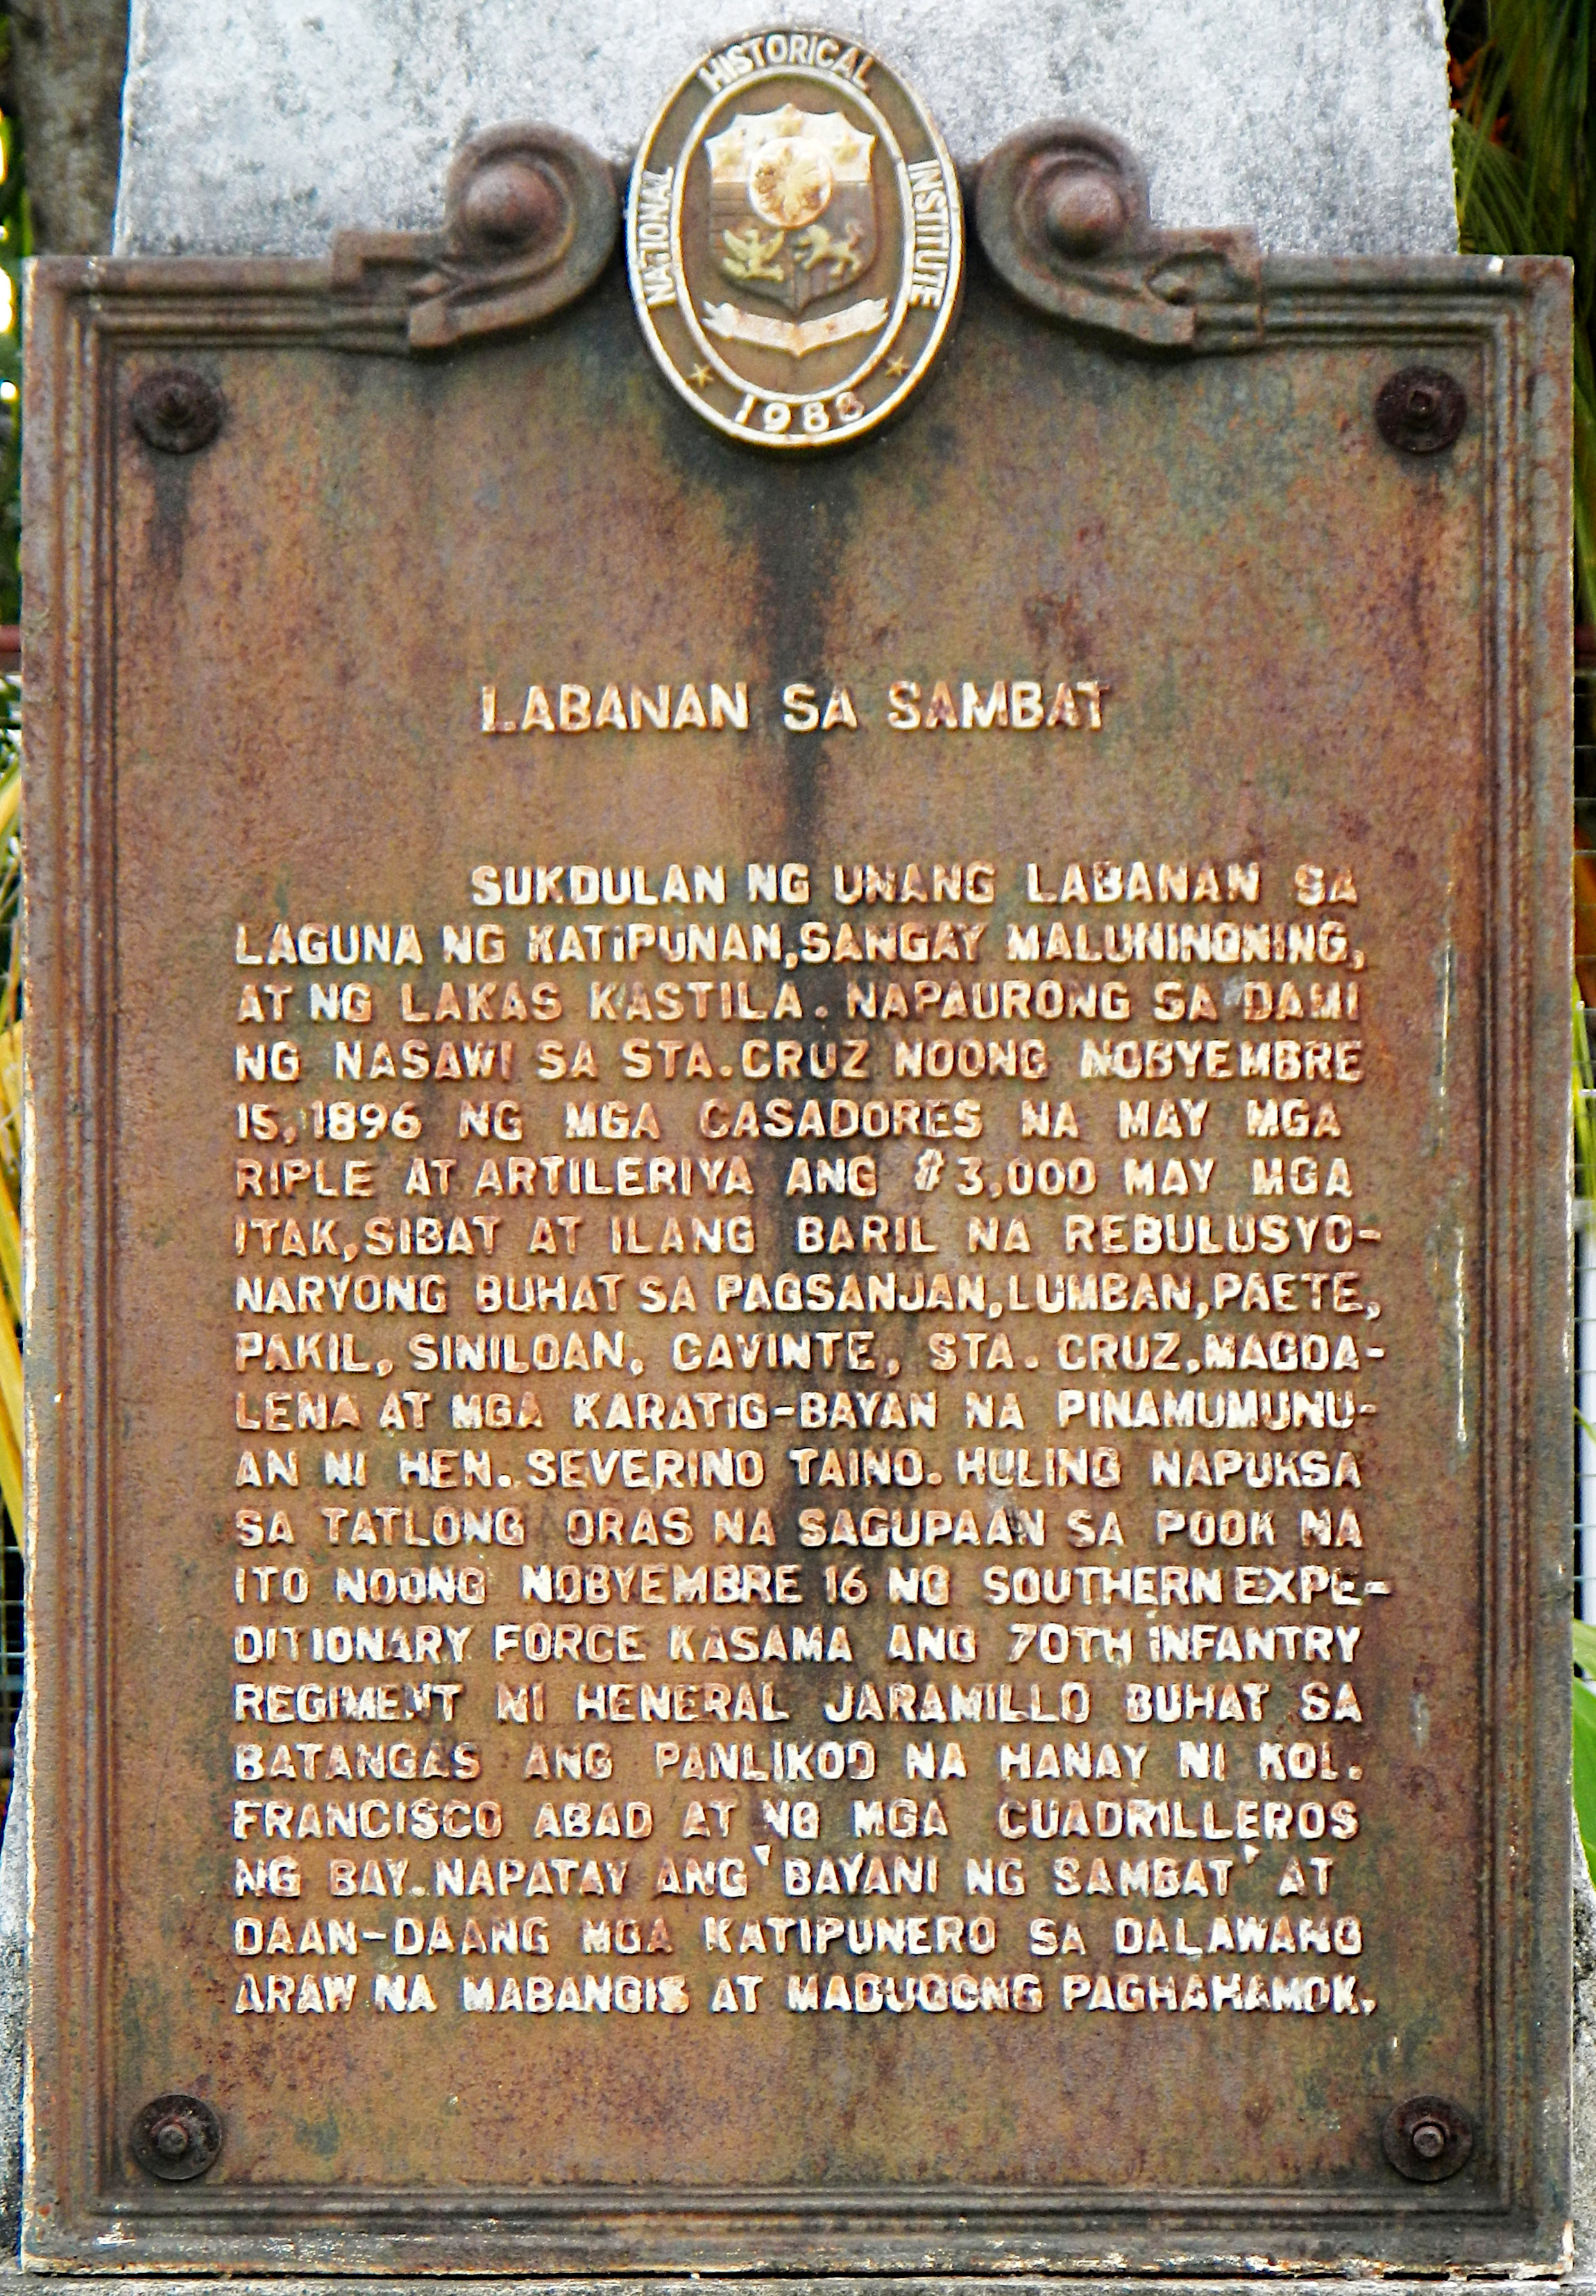 NATIONAL HISTORICAL INSTITUTE
1988
LABANAN SA SAMBAT
SUKDULAN NG UNANG LABANAN SA
LAGUNA NG KATIPUNAN, SANGAY MALUNINGNING,
AT NG LAKAS KASTILA. NAPAURONG SA DAMI
NG NASAWI SA STA. CRUZ NOONG NOBYEMBRE
15, 1896 NG MGA CASADORES NA MAY MGA
RIPLE AT ARTILERIYA ANG #3,000 MAY MGA
ITAK, SIBAT AT ILANG BARIL NA REBULUSYO-
NARYONG BUHAT SA PAGSANJAN, LUMBAN, PAETE,
PAKIL, SINILOAN, CAVINTE, STA. CRUZ, MAGDA-
LENA AT MGA KARATIG-BAYAN NA PINAMUMUNU-
AN NI HEN. SEVERINO TAINO. HULING NAPUKSA
SA TATLONG ORAS NA SAGUPAAN SA POOK NA
ITO NOONG NOBYEMBRE 16 NG SOUTHERN EXPE-
DITIONARY FORCE KASAMA ANG 70TH INFANTRY
REGIMENT NI HENERAL JARAMILLO BUHAT SA
BATANGAS ANG PANLIKOD NA HANAY NI KOL.
FRANCISCO ABAD AT NG MGA CUADRILLEROS
NG BAY. NAPATAY ANG 'BAYANI NG SAMBAT' AT
DAAN-DAANG MGA KATIPUNERO SA DALAWANG
ARAW NA MABANGIS AT MADUGONG PAGHAHAMOK.